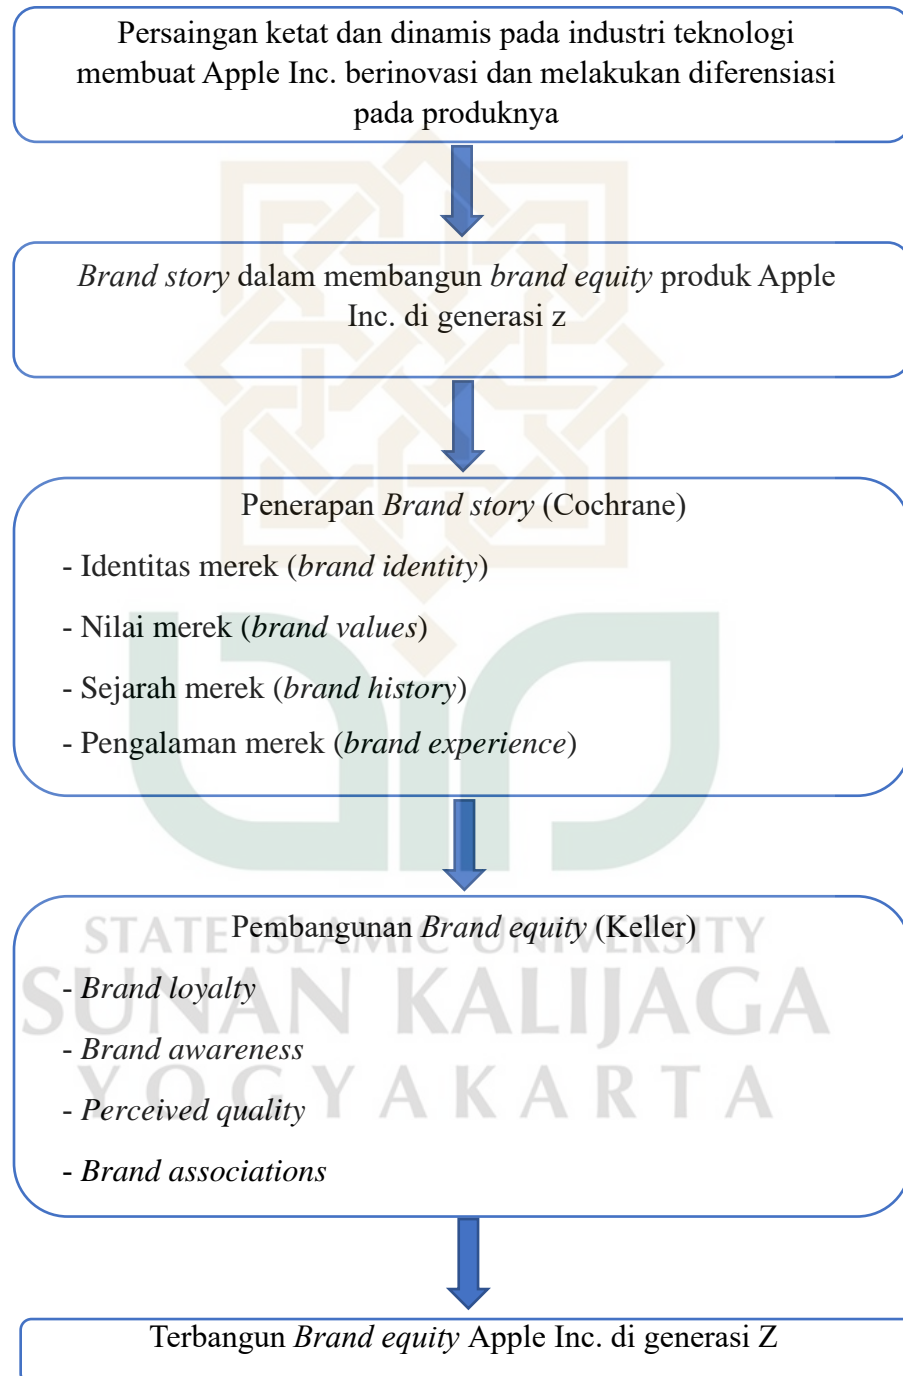 Persaingan ketat dan dinamis pada industri teknologi
membuat Apple Inc. berinovasi dan melakukan diferensiasi
pada produknya
Brand story dalam membangun brand equity produk Apple
Inc. di generasi z
Penerapan Brand story (Cochrane)
- Identitas merek (brand identity)
- Nilai merek (brand values)
- Sejarah merek (brand history)
- Pengalaman merek (brand experience)
Pembangunan Brand equity (Keller)
STATE ISLAMIC UNIVERSITY
- Brand loyalty
SUNAN KALIJAGA
- Brand awareness
YOGYAKARTA
- Perceived quality
- Brand associations
Terbangun Brand equity Apple Inc. di generasi Z